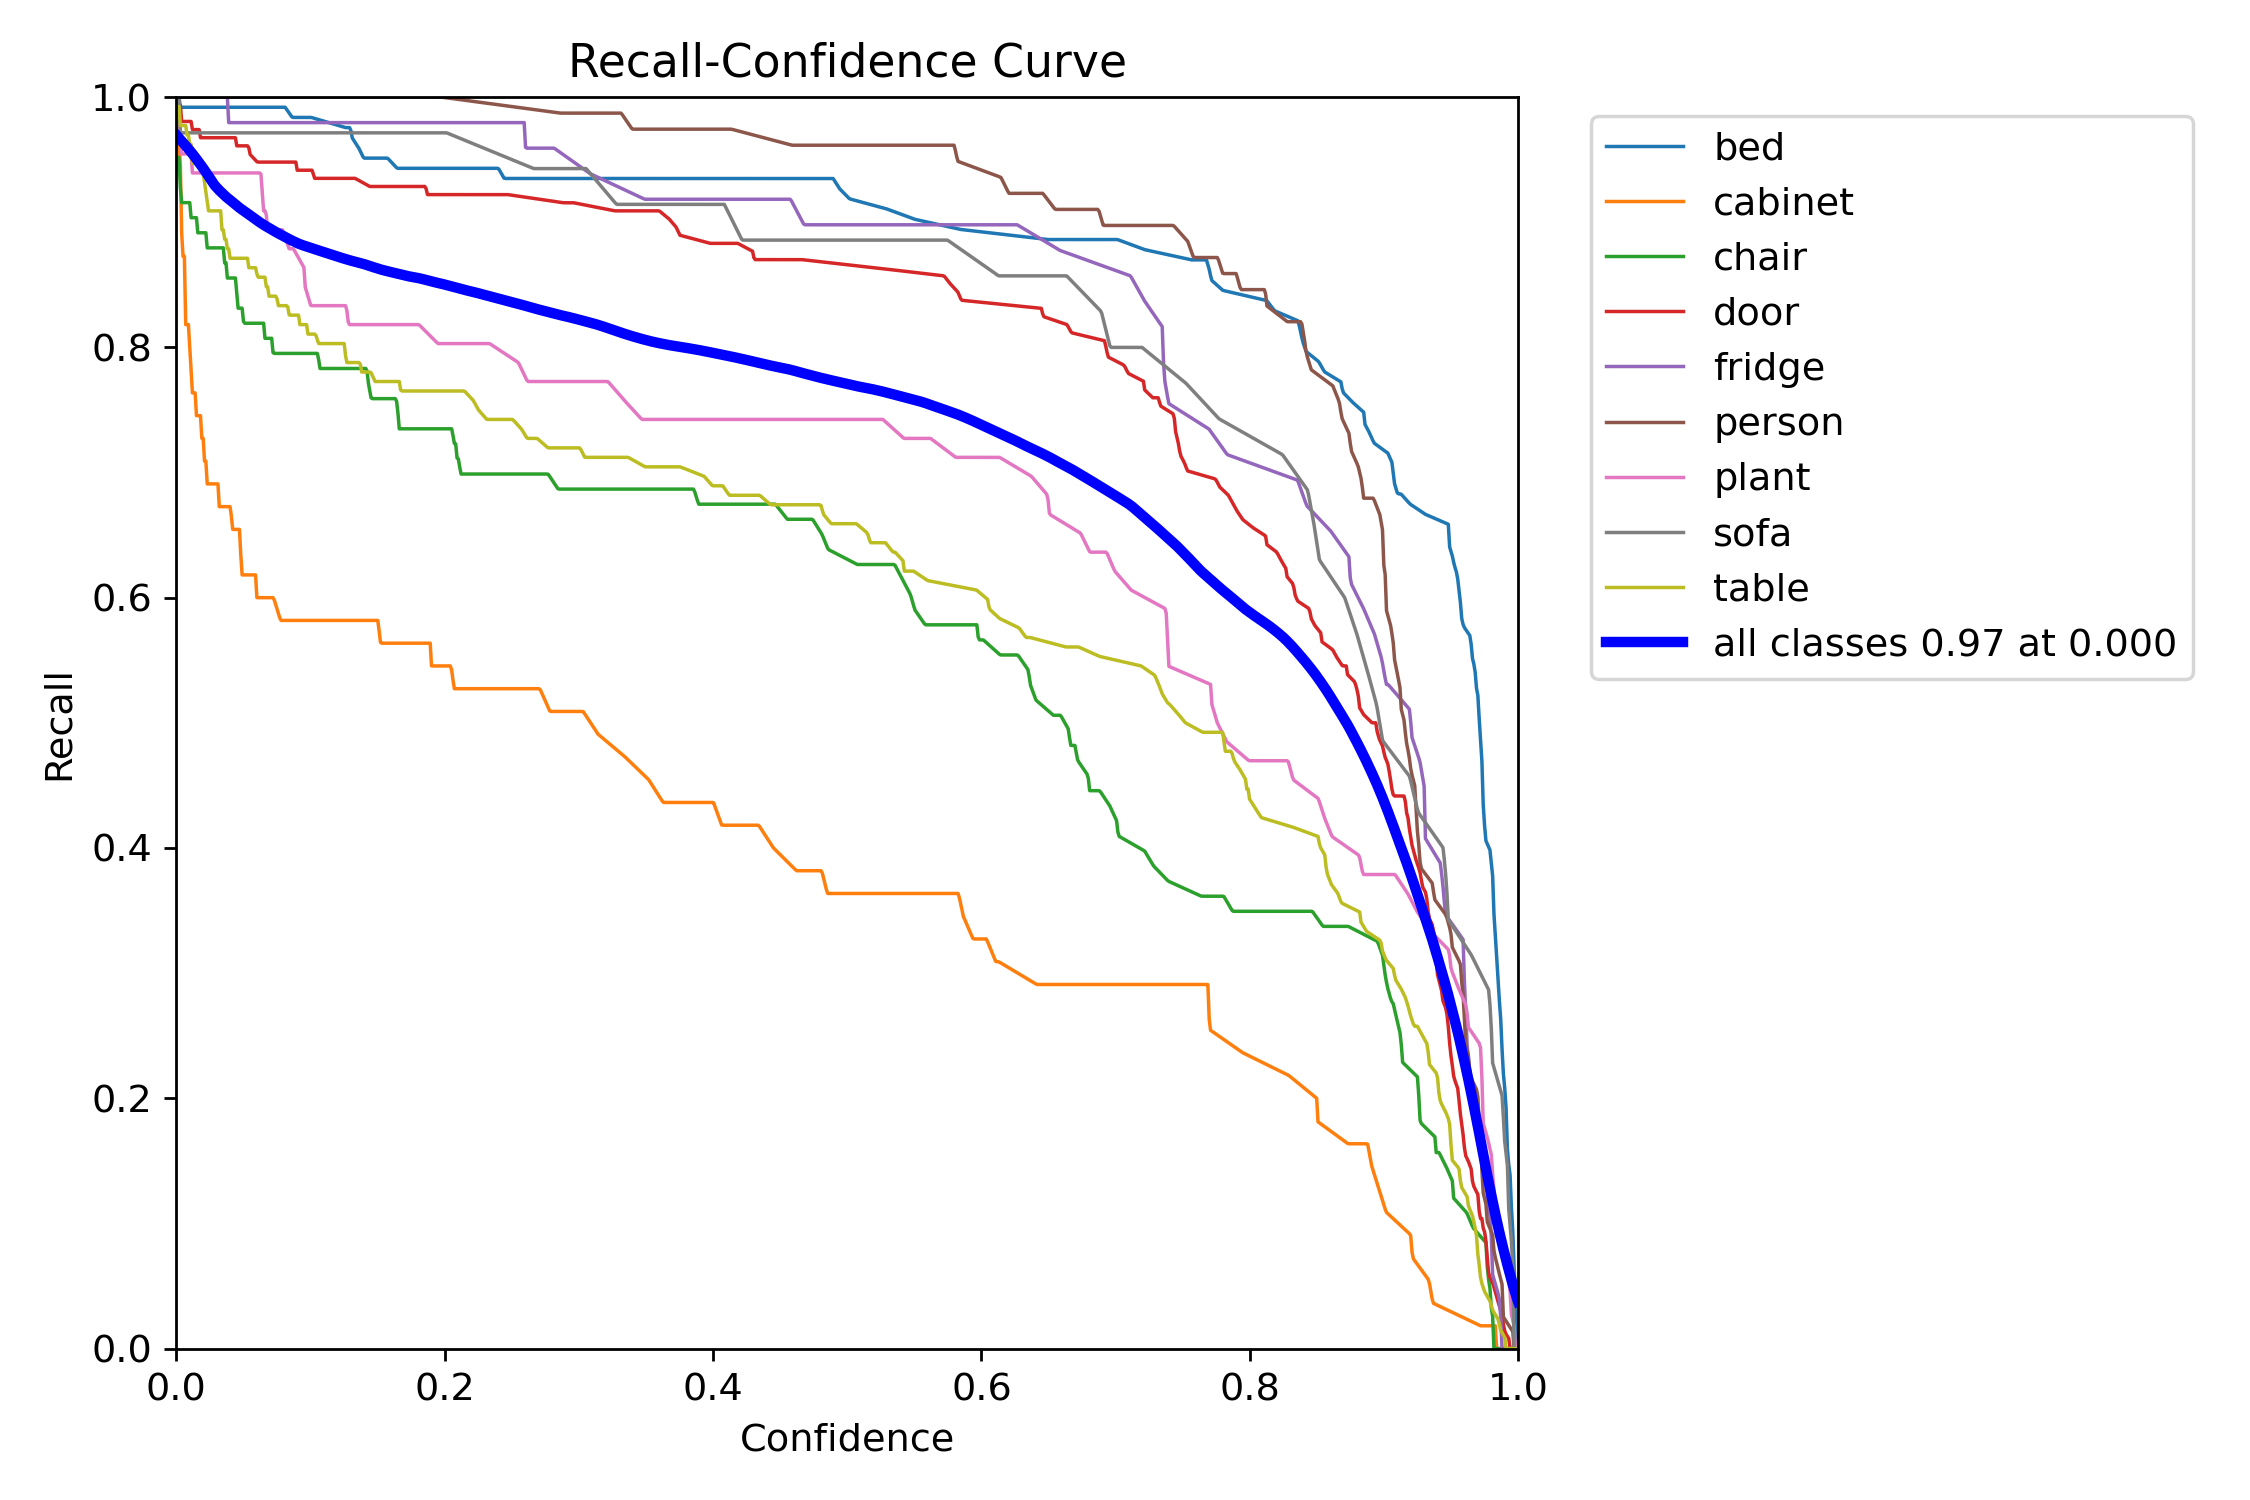 Recall-Confidence Curve
1.0
0.8
0.6
0.4
0.2
0.0
Recall
0.0 0.2 0.4 0.6 0.8 1.0
Confidence
bed
cabinet
chair
door
fridge
person
plant
sofa
table
all classes 0.97 at 0.000